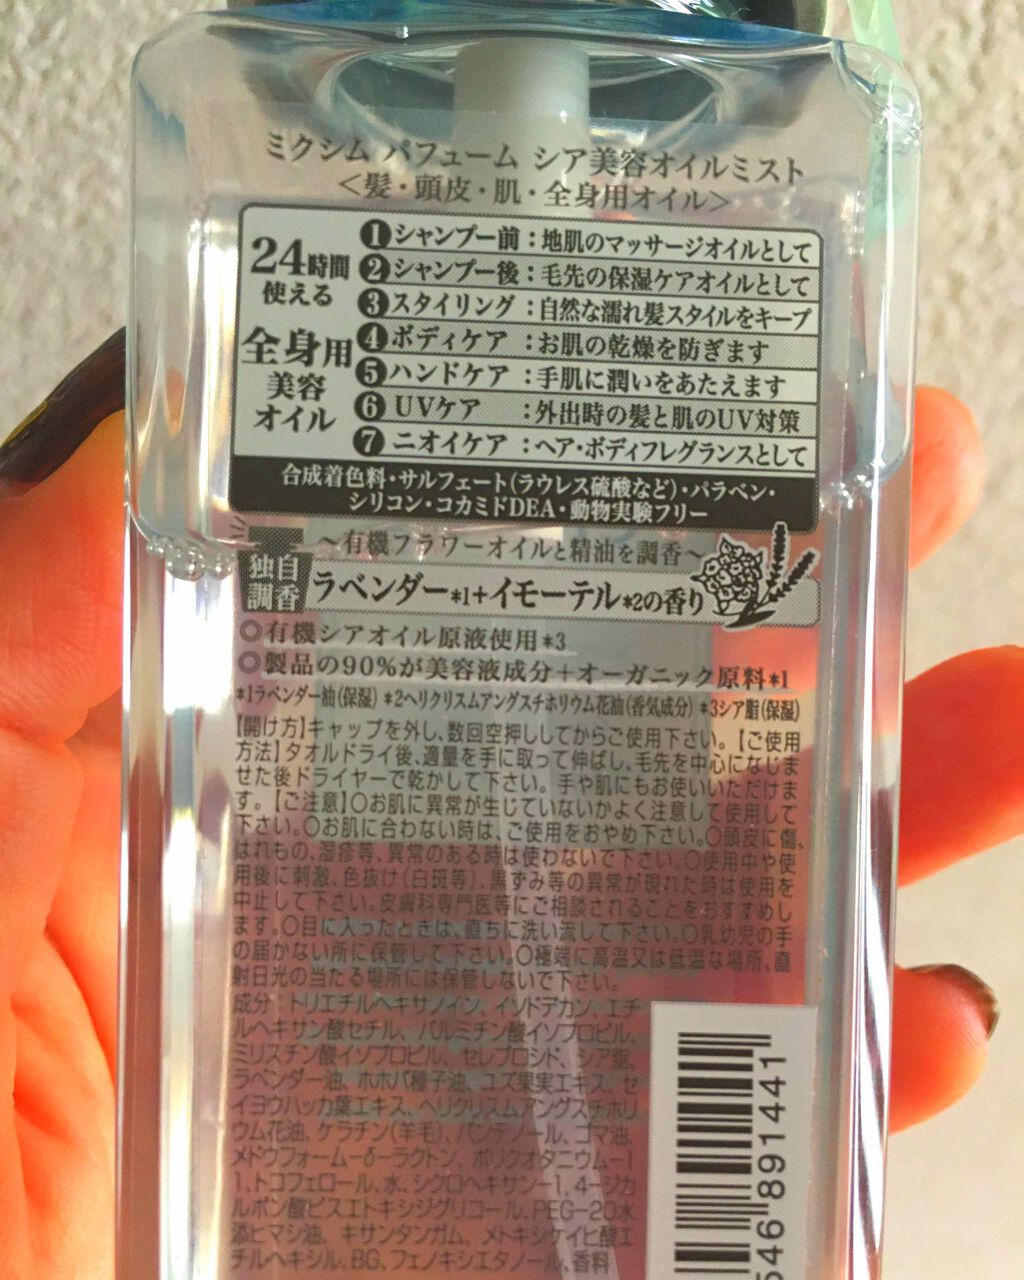 ミクシム パフューム シア美容オイルミスト
＜髪・頭皮・肌・全身用オイル＞
24時間
使える
全身用
美容
オイル
❶シャンプー前：地肌のマッサージオイルとして
❷シャンプー後：毛先の保湿ケアオイルとして
❸スタイリング：自然な濡れ髪スタイルをキープ
❹ボディケア：お肌の乾燥を防ぎます
❺ハンドケア：手肌に潤いをあたえます
❻UVケア：外出時の髪と肌のUV対策
❼ニオイケア：ヘア・ボディフレグランスとして
合成着色料・サルフェート(ラウレス硫酸など)・パラベン・
シリコン・コカミドDEA・動物実験フリー
～有機フラワーオイルと精油を調香～
独自
調香
ラベンダー*1+イモーテル*2の香り
○有機シアオイル原液使用*3
○製品の90%が美容液成分＋オーガニック原料*1
*1ラベンダー油(保湿) *2ヘリクリスムアングスチホリウム花油(香気成分) *3シア脂(保湿)
【開け方】キャップを外し、数回空押ししてからご使用下さい。【ご使用
方法】タオルドライ後、適量を手に取って伸ばし、毛先を中心になじま
せた後ドライヤーで乾かして下さい。手や肌にもお使いいただけま
す。【ご注意】○お肌に異常が生じていないかよく注意して使用して
下さい。○お肌に合わない時は、ご使用をおやめ下さい。○頭皮に傷、
はれもの、湿疹等、異常のある時は使わないで下さい。○使用中や使
用後に刺激、色抜け(白斑等)、黒ずみ等の異常が現れた時は使用を
中止して下さい。皮膚科専門医等にご相談されることをおすすめし
ます。○目に入ったときは、直ちに洗い流して下さい。○乳幼児の手
の届かない所に保管して下さい。○極端に高温又は低温な場所、直
射日光の当たる場所には保管しないで下さい。
成分：トリエチルヘキサノイン、イソドデカン、エチ
ルヘキサン酸セチル、パルミチン酸イソプロピル、
ミリスチン酸イソプロピル、セレブロシド、シア脂、
ラベンダー油、ホホバ種子油、ユズ果実エキス、セ
イヨウハッカ葉エキス、ヘリクリスムアングスチホリ
ウム花油、ケラチン(羊毛)、パンテノール、ゴマ油、
メドウフォーム-δ-ラクトン、ポリクオタニウム-1
1、トコフェロール、水、シクロヘキサン-1,4-ジカ
ルボン酸ビスエトキシジグリコール、PEG-20水
添ヒマシ油、キサンタンガム、メトキシケイヒ酸エ
チルヘキシル、BG、フェノキシエタノール、香料
546 891441